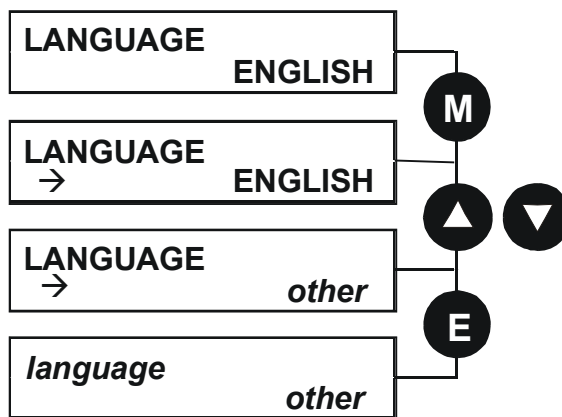 LANGUAGE
ENGLISH
M
LANGUAGE
→ ENGLISH
LANGUAGE
→ other
E
language
other